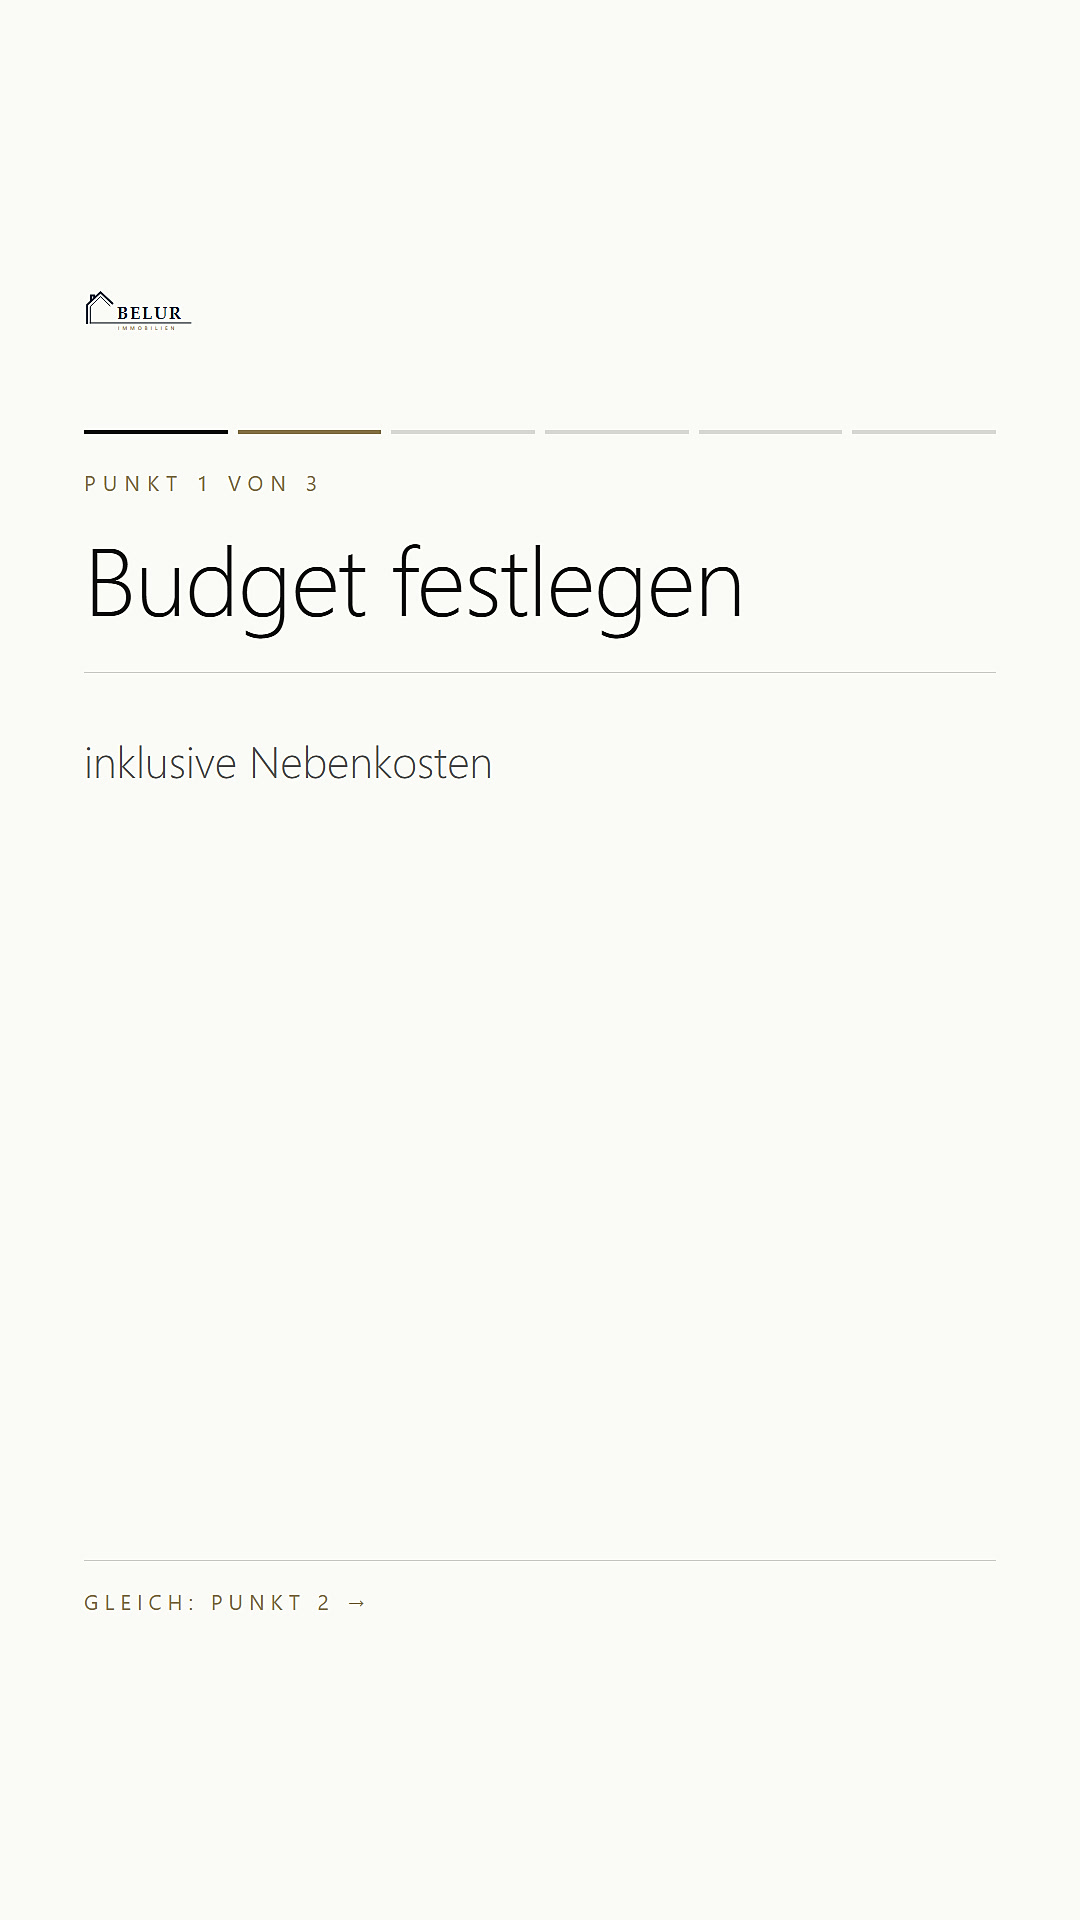 BELUR
IMMOBILIEN
PUNKT 1 VON 3
Budget festlegen
inklusive Nebenkosten
GLEICH: PUNKT 2 →